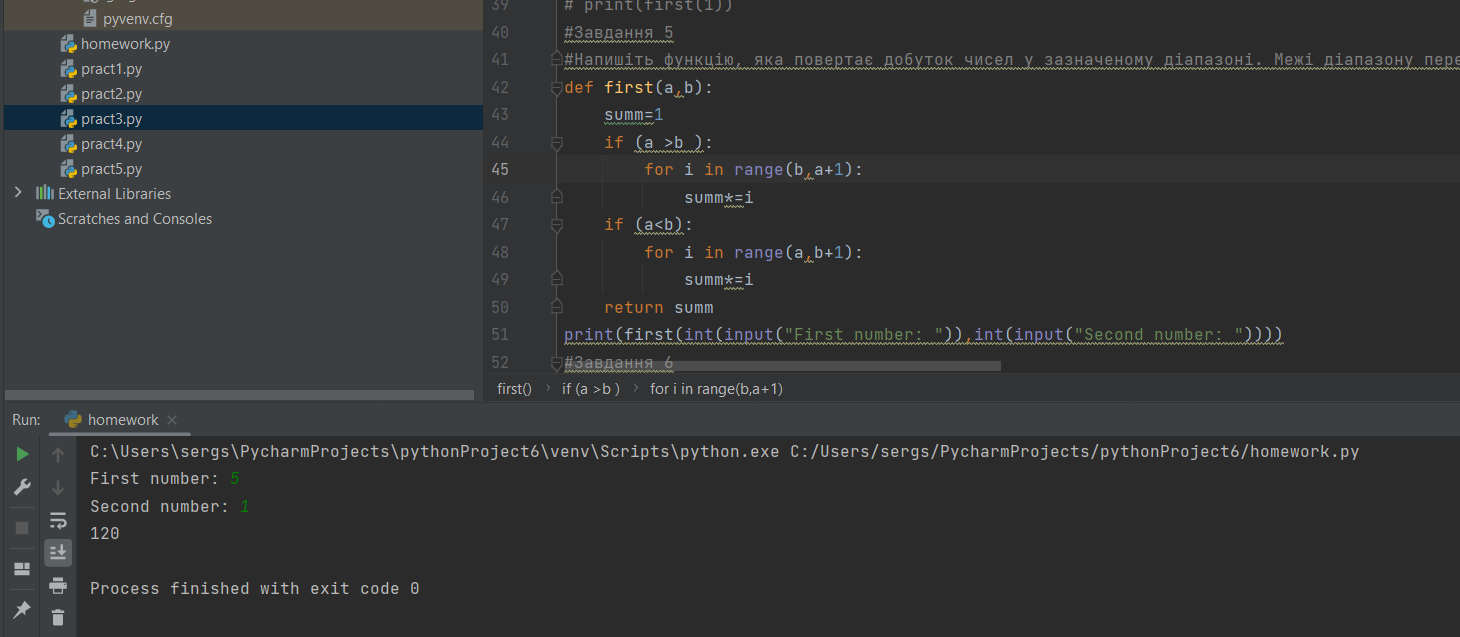 pyvenv.cfg
homework.py
pract1.py
pract2.py
pract3.py
pract4.py
pract5.py
External Libraries
Scratches and Consoles
39 # print(first(1))
40 #Завдання 5
41 #Напишіть функцію, яка повертає добуток чисел у зазначеному діапазоні. Межі діапазону пере
42 def first(a,b):
43 summ=1
44 if (a >b ):
45 for i in range(b,a+1):
46 summ*=i
47 if (a<b):
48 for i in range(a,b+1):
49 summ*=i
50 return summ
51 print(first(int(input("First number: ")),int(input("Second number: "))))
52 #Завдання 6
first() › if (a >b ) › for i in range(b,a+1)
Run: homework
C:\Users\sergs\PycharmProjects\pythonProject6\venv\Scripts\python.exe C:/Users/sergs/PycharmProjects/pythonProject6/homework.py
First number: 5
Second number: 1
120
Process finished with exit code 0